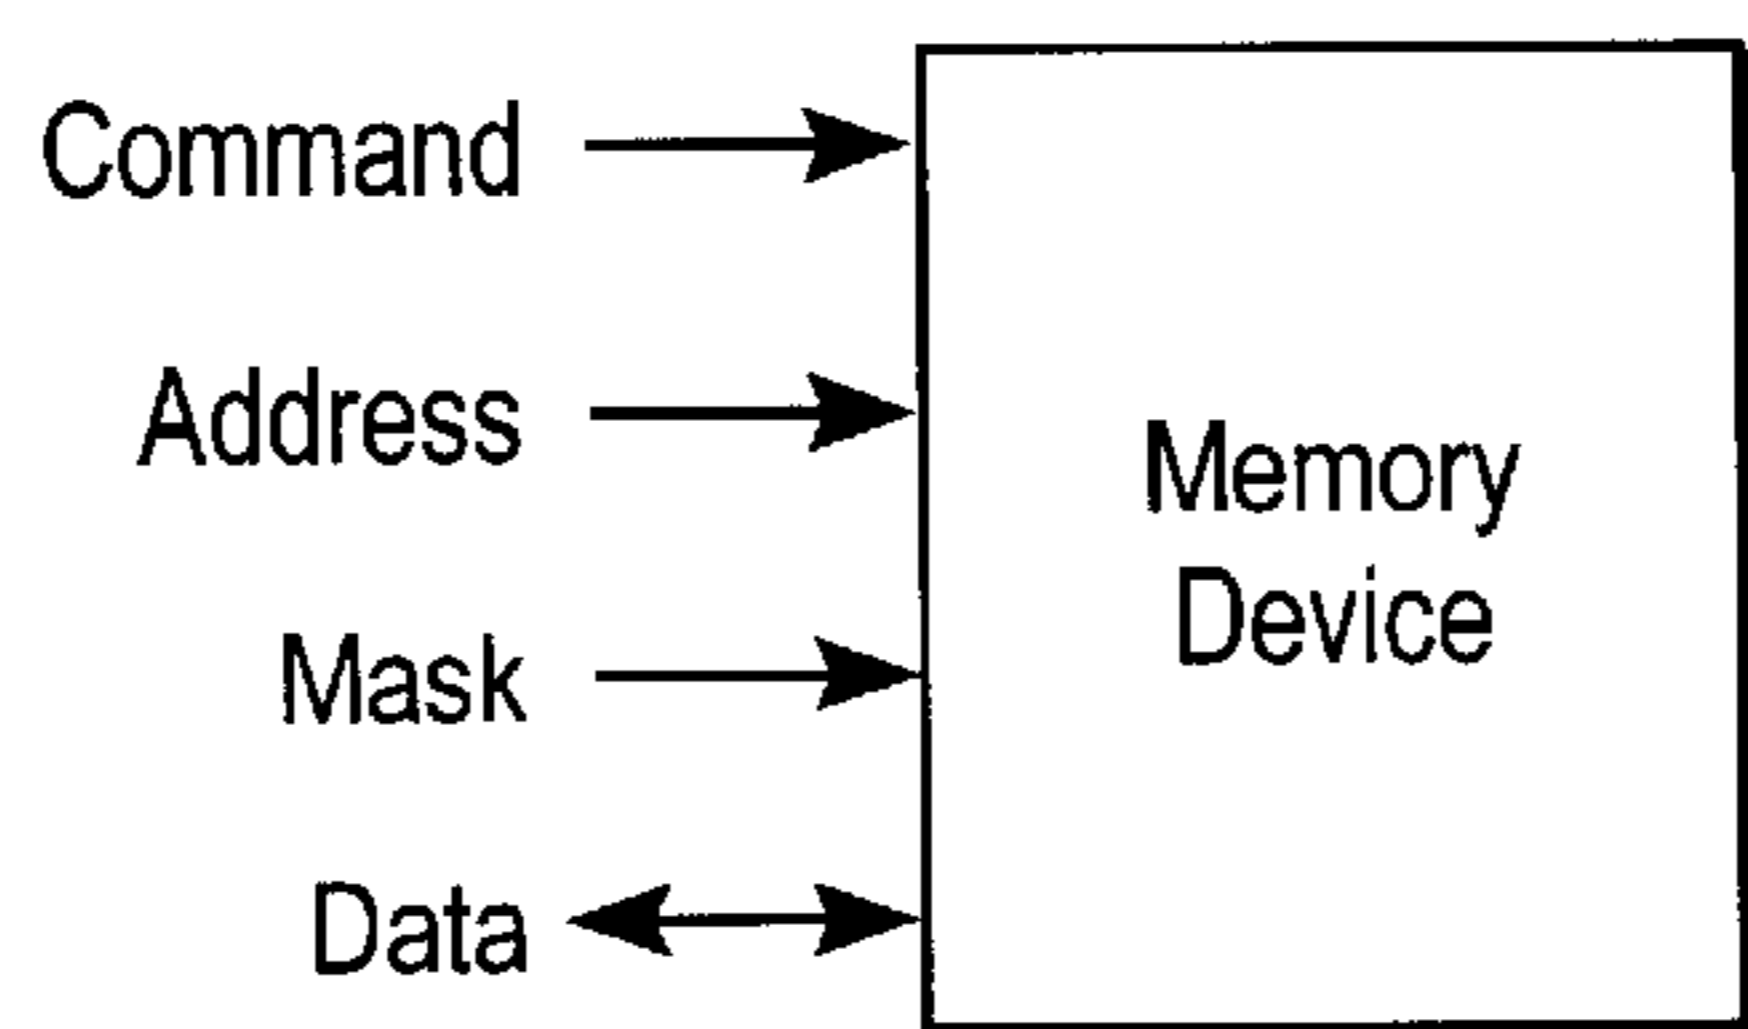 Command
Address
Mask
Data
Memory
Device